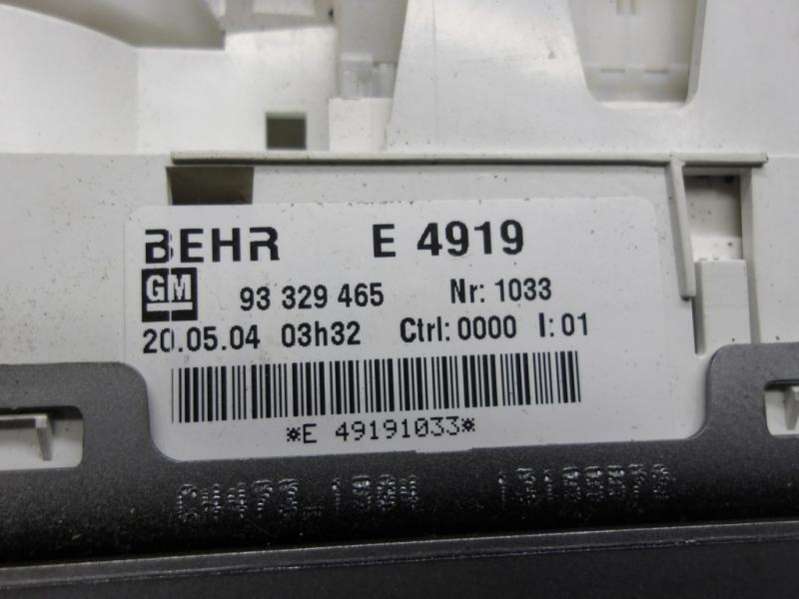 BEHR E 4919
GM 93 329 465 Nr: 1033
20.05.04 03h32 Ctrl: 0000 I: 01
*E 49191033*